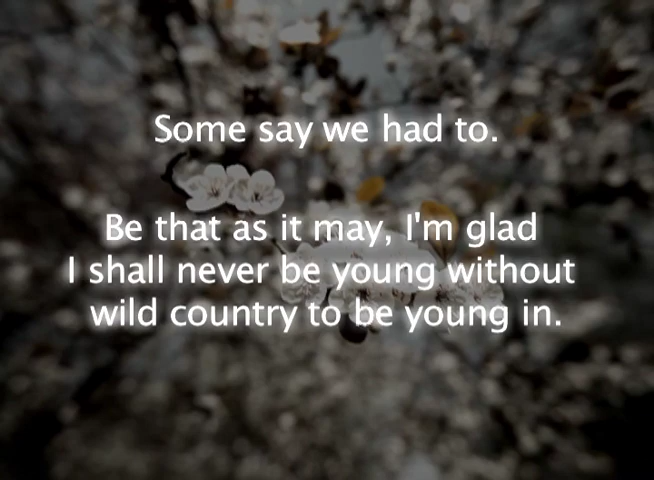 Some say we had to.
Be that as it may, I'm glad
I shall never be young without
wild country to be young in.